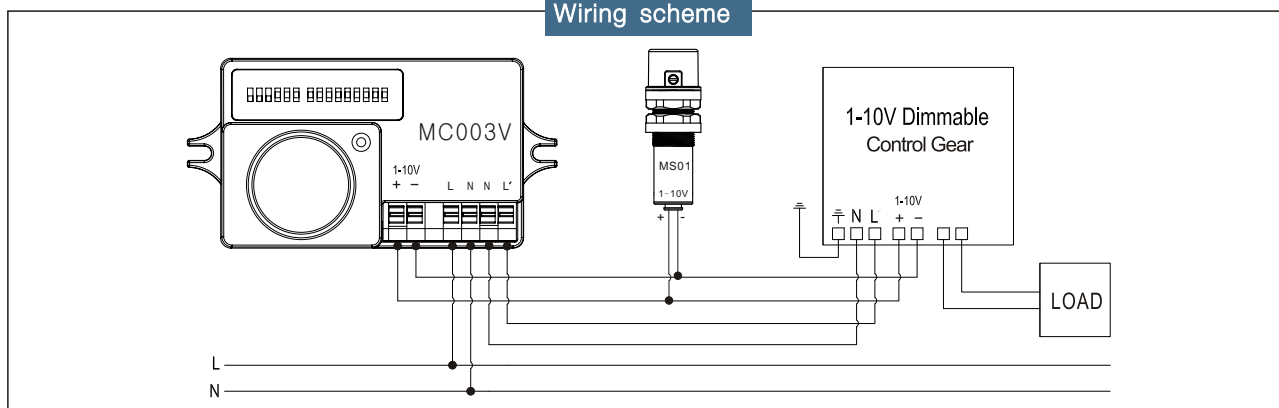 Wiring scheme
MC003V
1-10V
+ −
L N N L'
MS01
1-10V
+ -
1-10V Dimmable
Control Gear
1-10V
N L + −
LOAD
L
N